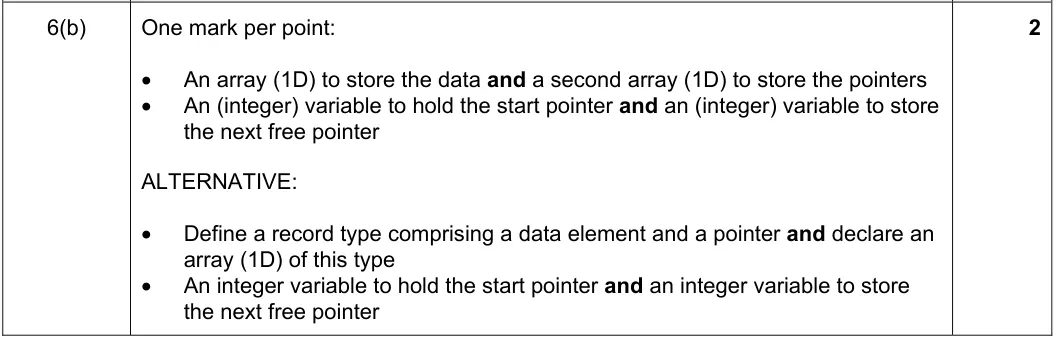 6(b) One mark per point: 2
• An array (1D) to store the data and a second array (1D) to store the pointers
• An (integer) variable to hold the start pointer and an (integer) variable to store
the next free pointer
ALTERNATIVE:
• Define a record type comprising a data element and a pointer and declare an
array (1D) of this type
• An integer variable to hold the start pointer and an integer variable to store
the next free pointer